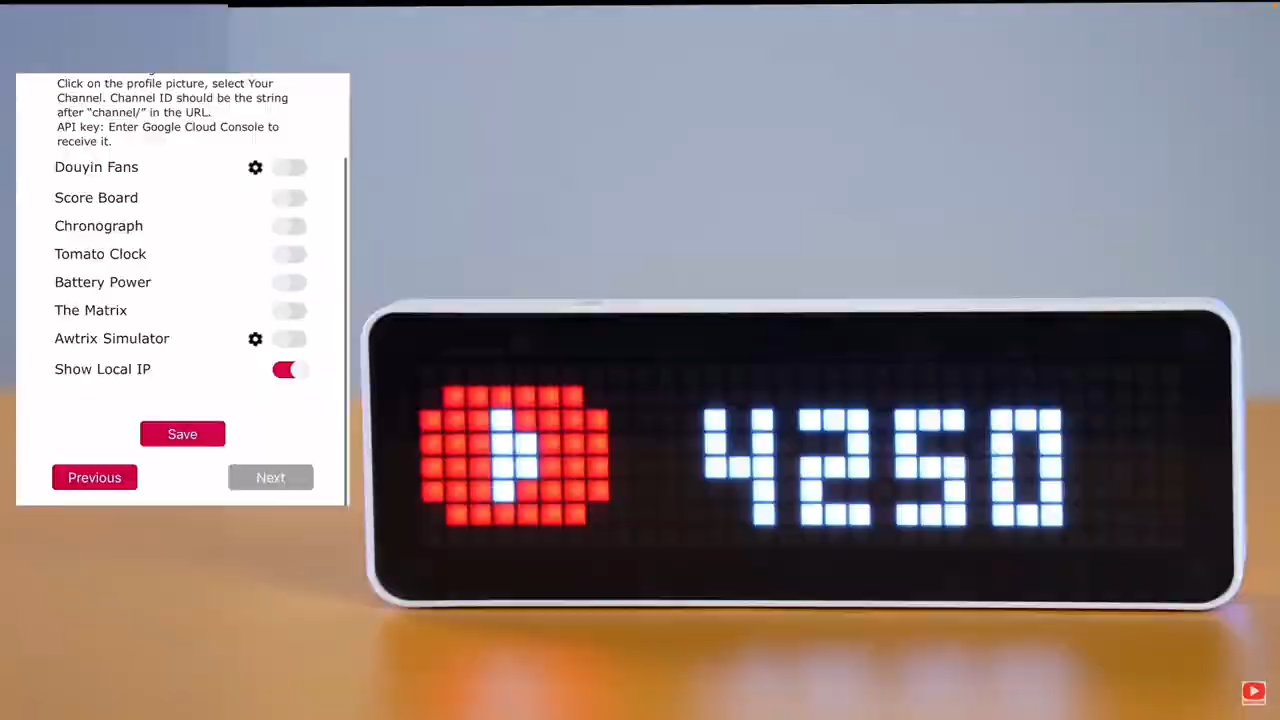 Click on the profile picture, select Your
Channel. Channel ID should be the string
after “channel/” in the URL.
API key: Enter Google Cloud Console to
receive it.
Douyin Fans
Score Board
Chronograph
Tomato Clock
Battery Power
The Matrix
Awtrix Simulator
Show Local IP
Save
Previous
Next
4250